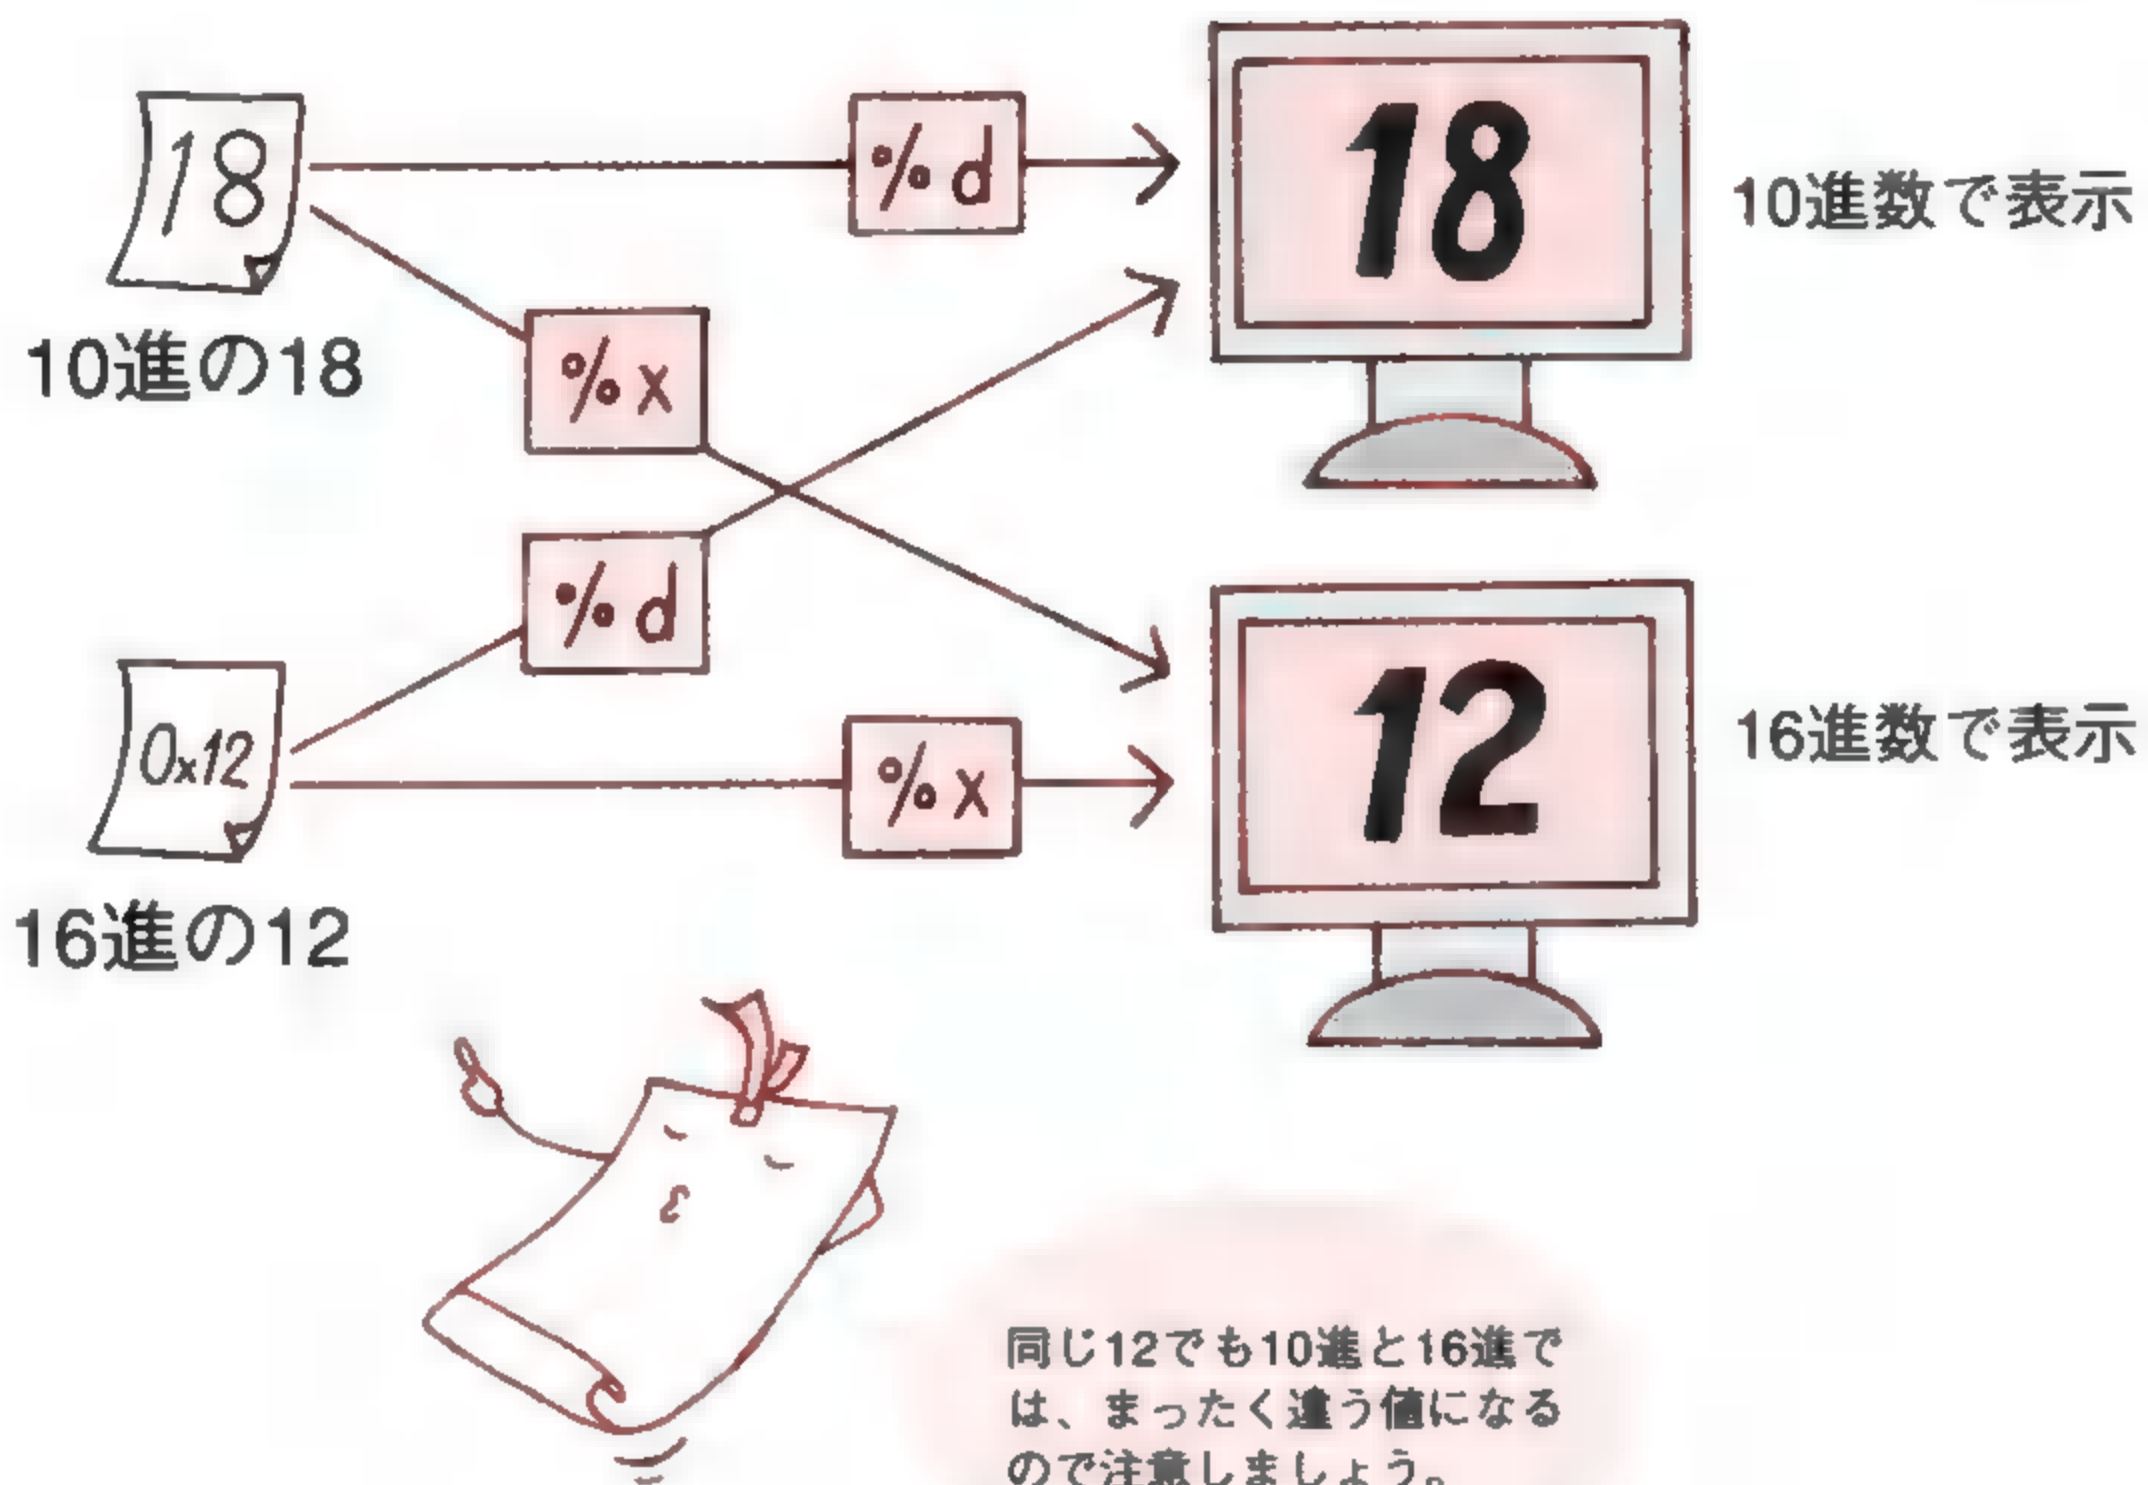 18
%d
18
10進数で表示
10進の18
%x
%d
0x12
%x
12
16進数で表示
16進の12
同じ12でも10進と16進で
は、まったく違う値になる
ので注意しましょう。